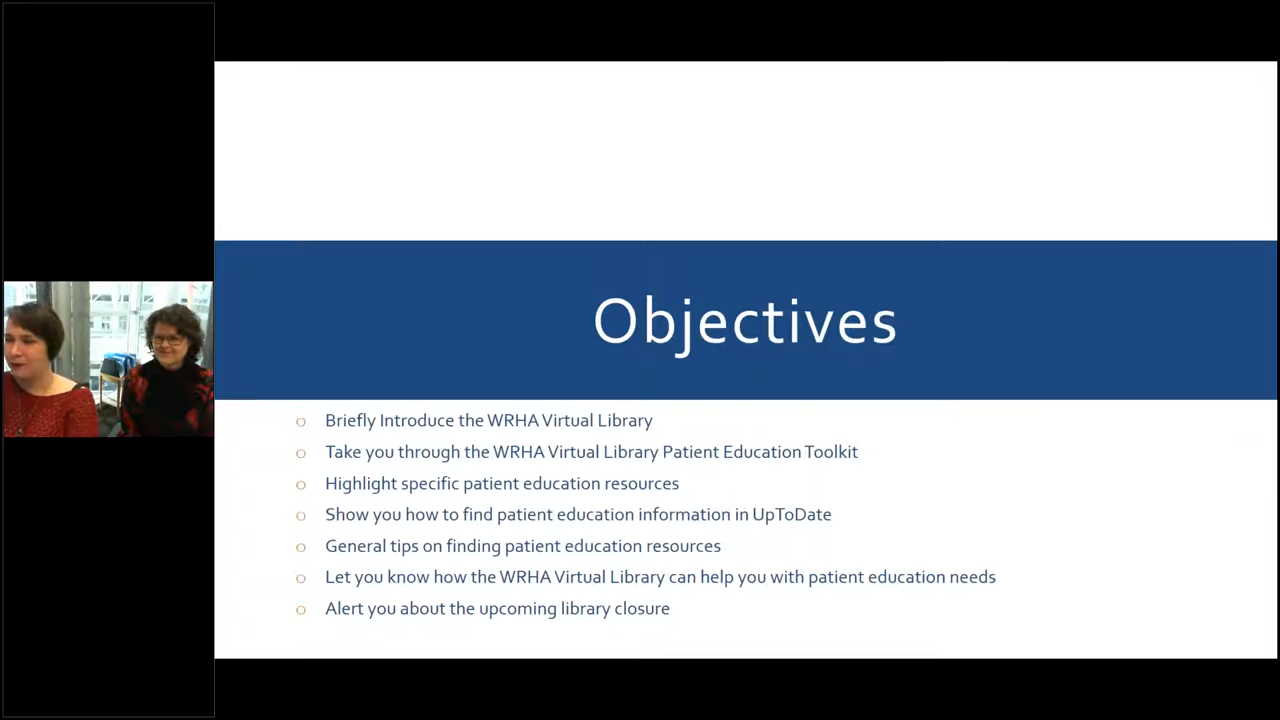 Objectives
Briefly Introduce the WRHA Virtual Library
Take you through the WRHA Virtual Library Patient Education Toolkit
Highlight specific patient education resources
Show you how to find patient education information in UpToDate
General tips on finding patient education resources
Let you know how the WRHA Virtual Library can help you with patient education needs
Alert you about the upcoming library closure